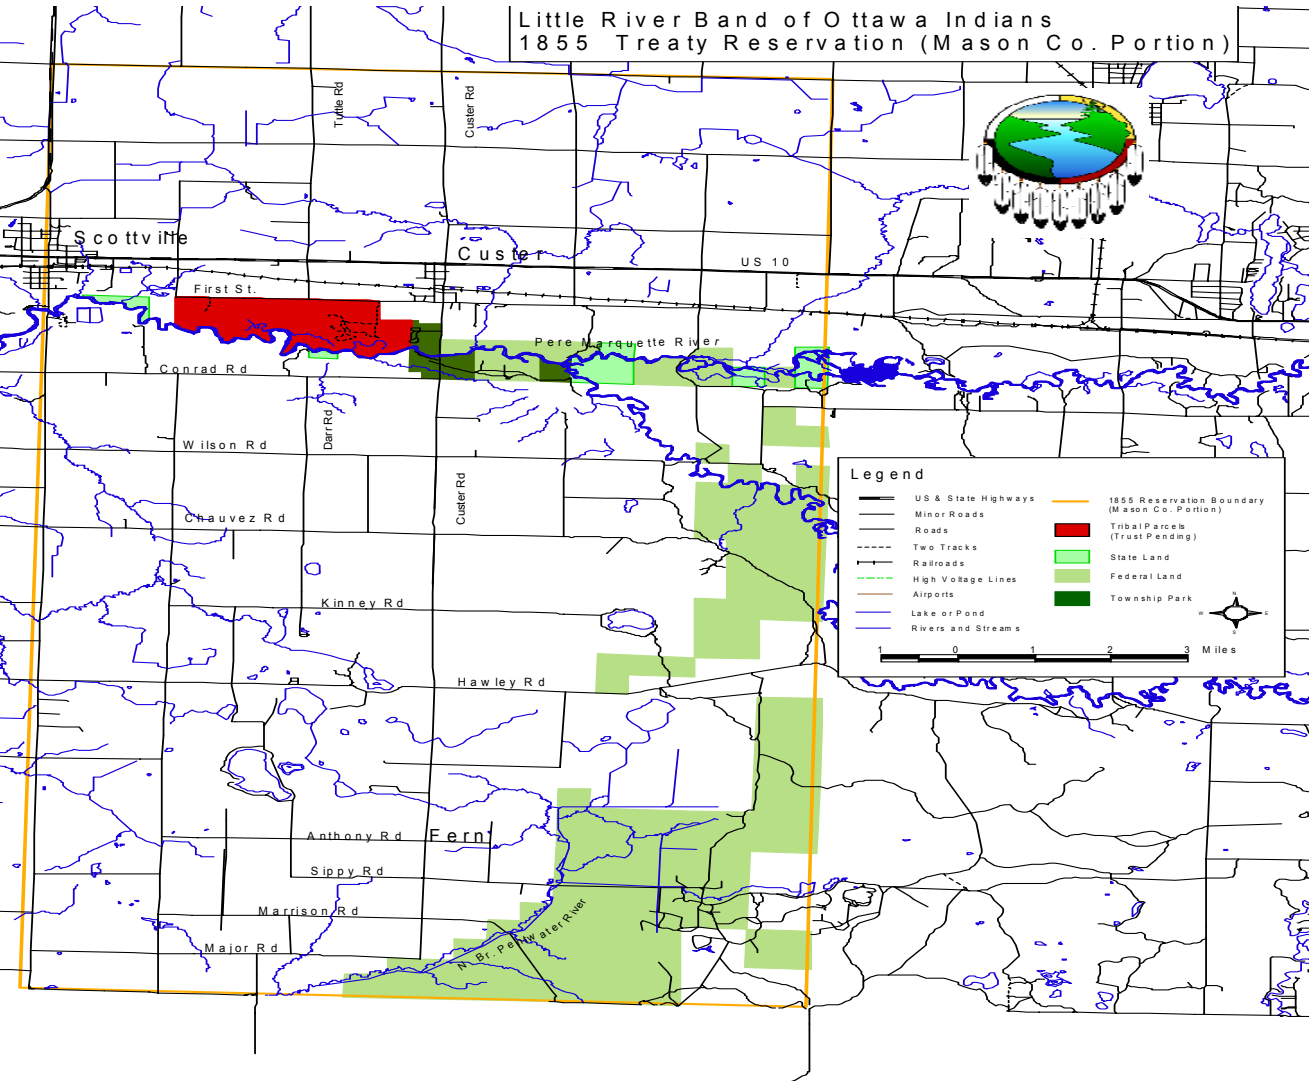 Little River Band of Ottawa Indians
1855 Treaty Reservation (Mason Co. Portion)
Tuttle Rd
Custer Rd
Scottville
Custer
US 10
First St.
Pere Marquette River
Conrad Rd
Darr Rd
Wilson Rd
Custer Rd
Chauvez Rd
Kinney Rd
Hawley Rd
Anthony Rd
Fern
Sippy Rd
Marrison Rd
Major Rd
N. Br. Pentwater River
Legend
US & State Highways
Minor Roads
Roads
Two Tracks
Railroads
High Voltage Lines
Airports
Lake or Pond
Rivers and Streams
1855 Reservation Boundary
(Mason Co. Portion)
Tribal Parcels
(Trust Pending)
State Land
Federal Land
Township Park
N
W E
S
1 0 1 2 3 Miles